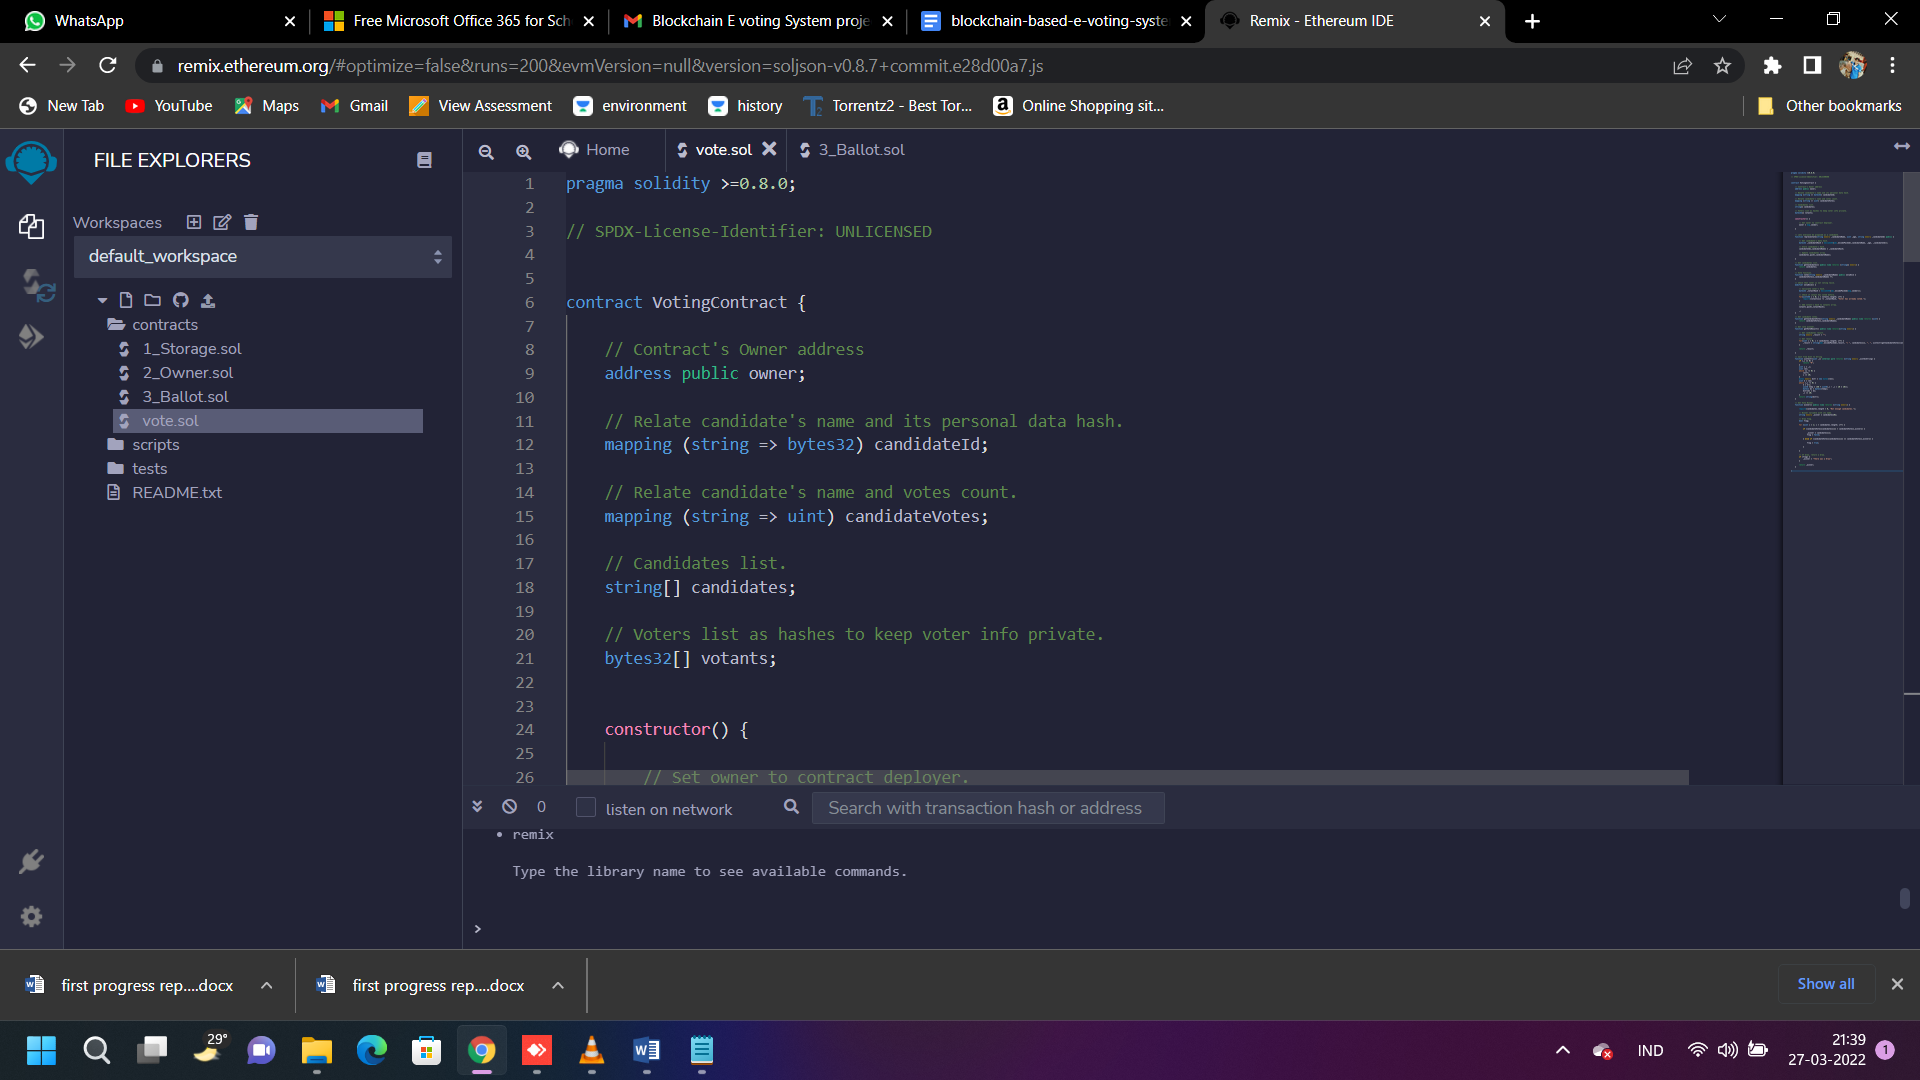 WhatsApp
Free Microsoft Office 365 for Sch
Blockchain E voting System proje
blockchain-based-e-voting-syste
Remix - Ethereum IDE
remix.ethereum.org/#optimize=false&runs=200&evmVersion=null&version=soljson-v0.8.7+commit.e28d00a7.js
New Tab
YouTube
Maps
Gmail
View Assessment
environment
history
Torrentz2 - Best Tor...
Online Shopping sit...
Other bookmarks
FILE EXPLORERS
Workspaces
default_workspace
contracts
1_Storage.sol
2_Owner.sol
3_Ballot.sol
vote.sol
scripts
tests
README.txt
Home
vote.sol
3_Ballot.sol
1 pragma solidity >=0.8.0;
2
3 // SPDX-License-Identifier: UNLICENSED
4
5
6 contract VotingContract {
7
8 // Contract's Owner address
9 address public owner;
10
11 // Relate candidate's name and its personal data hash.
12 mapping (string => bytes32) candidateId;
13
14 // Relate candidate's name and votes count.
15 mapping (string => uint) candidateVotes;
16
17 // Candidates list.
18 string[] candidates;
19
20 // Voters list as hashes to keep voter info private.
21 bytes32[] votants;
22
23
24 constructor() {
25
26 // Set owner to contract deployer.
0
listen on network
Search with transaction hash or address
• remix
Type the library name to see available commands.
>
first progress rep....docx
first progress rep....docx
Show all
29°
IND
21:39
27-03-2022
1